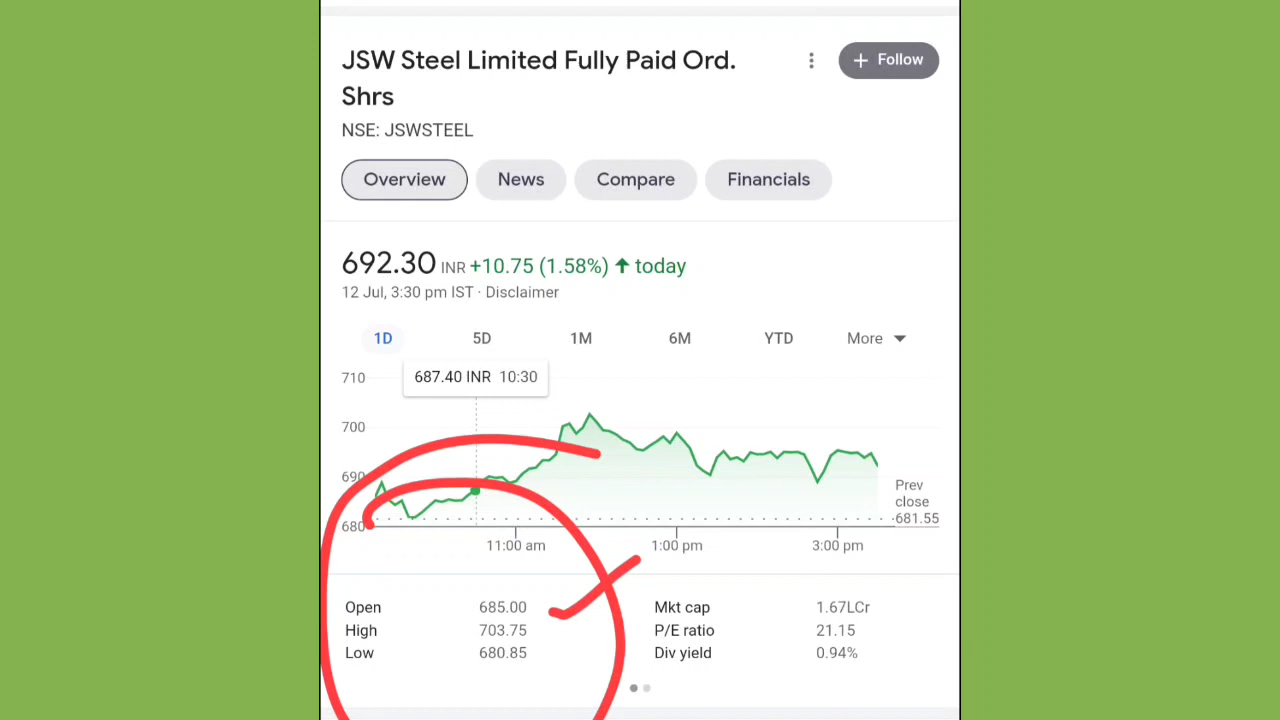 JSW Steel Limited Fully Paid Ord.
Shrs
+ Follow
NSE: JSWSTEEL
Overview News Compare Financials
692.30 INR +10.75 (1.58%) ↑ today
12 Jul, 3:30 pm IST · Disclaimer
1D 5D 1M 6M YTD More
687.40 INR 10:30
710
700
690
680
Prev
close
681.55
11:00 am 1:00 pm 3:00 pm
Open 685.00 Mkt cap 1.67LCr
High 703.75 P/E ratio 21.15
Low 680.85 Div yield 0.94%